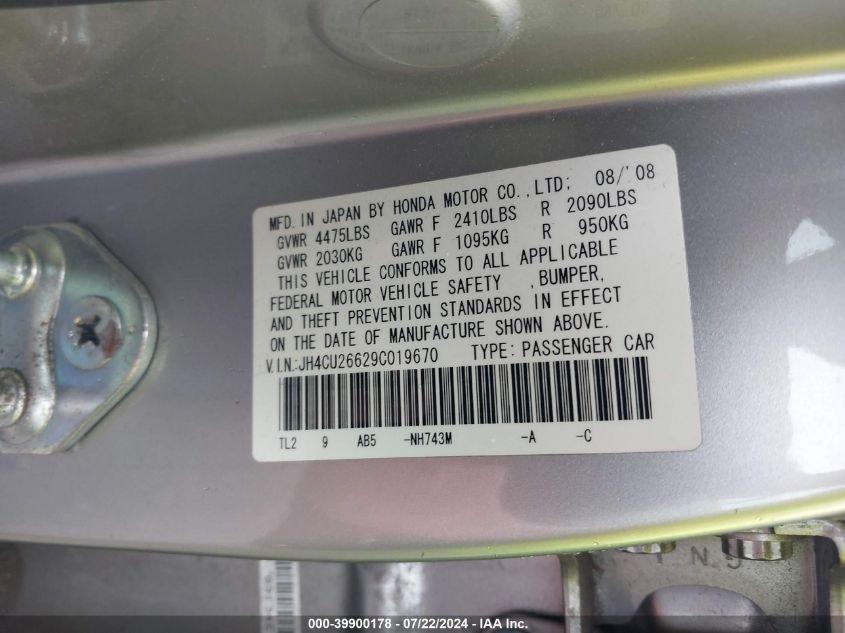 MFD. IN JAPAN BY HONDA MOTOR CO.,LTD; 08/'08
GVWR 4475LBS GAWR F 2410LBS R 2090LBS
GVWR 2030KG GAWR F 1095KG R 950KG
THIS VEHICLE CONFORMS TO ALL APPLICABLE
FEDERAL MOTOR VEHICLE SAFETY ,BUMPER,
AND THEFT PREVENTION STANDARDS IN EFFECT
ON THE DATE OF MANUFACTURE SHOWN ABOVE.
V.I.N.:JH4CU26629C019670 TYPE: PASSENGER CAR
TL2 9 AB5 -NH743M -A -C
000-39900178 - 07/22/2024 - IAA Inc.